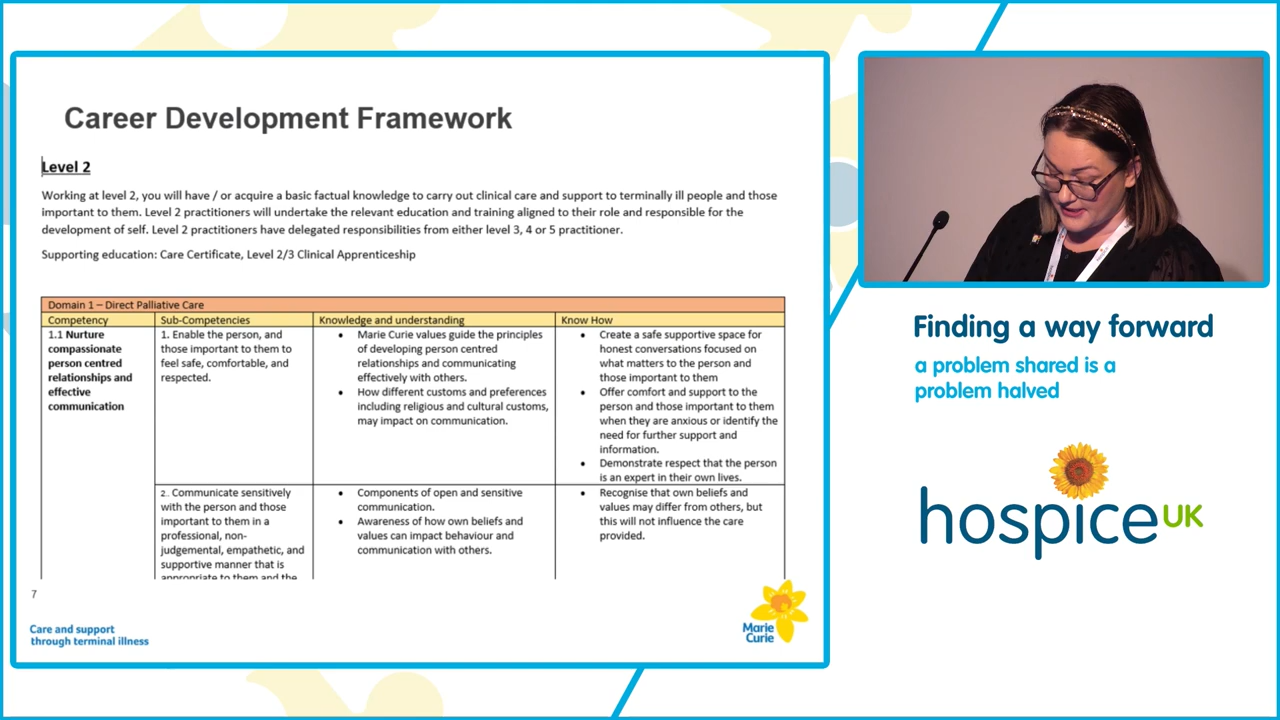 Career Development Framework
Level 2
Working at level 2, you will have / or acquire a basic factual knowledge to carry out clinical care and support to terminally ill people and those
important to them. Level 2 practitioners will undertake the relevant education and training aligned to their role and responsible for the
development of self. Level 2 practitioners have delegated responsibilities from either level 3, 4 or 5 practitioner.
Supporting education: Care Certificate, Level 2/3 Clinical Apprenticeship
Domain 1 – Direct Palliative Care
Competency
Sub-Competencies
Knowledge and understanding
Know How
1.1 Nurture
compassionate
person centred
relationships and
effective
communication
1. Enable the person, and
those important to them to
feel safe, comfortable, and
respected.
• Marie Curie values guide the principles
of developing person centred
relationships and communicating
effectively with others.
• How different customs and preferences
including religious and cultural customs,
may impact on communication.
• Create a safe supportive space for
honest conversations focused on
what matters to the person and
those important to them
• Offer comfort and support to the
person and those important to them
when they are anxious or identify the
need for further support and
information.
• Demonstrate respect that the person
is an expert in their own lives.
2. Communicate sensitively
with the person and those
important to them in a
professional, non-
judgemental, empathetic, and
supportive manner that is
appropriate to them and the
• Components of open and sensitive
communication.
• Awareness of how own beliefs and
values can impact behaviour and
communication with others.
• Recognise that own beliefs and
values may differ from others, but
this will not influence the care
provided.
7
Care and support
through terminal illness
Marie
Curie
Finding a way forward
a problem shared is a
problem halved
hospice UK